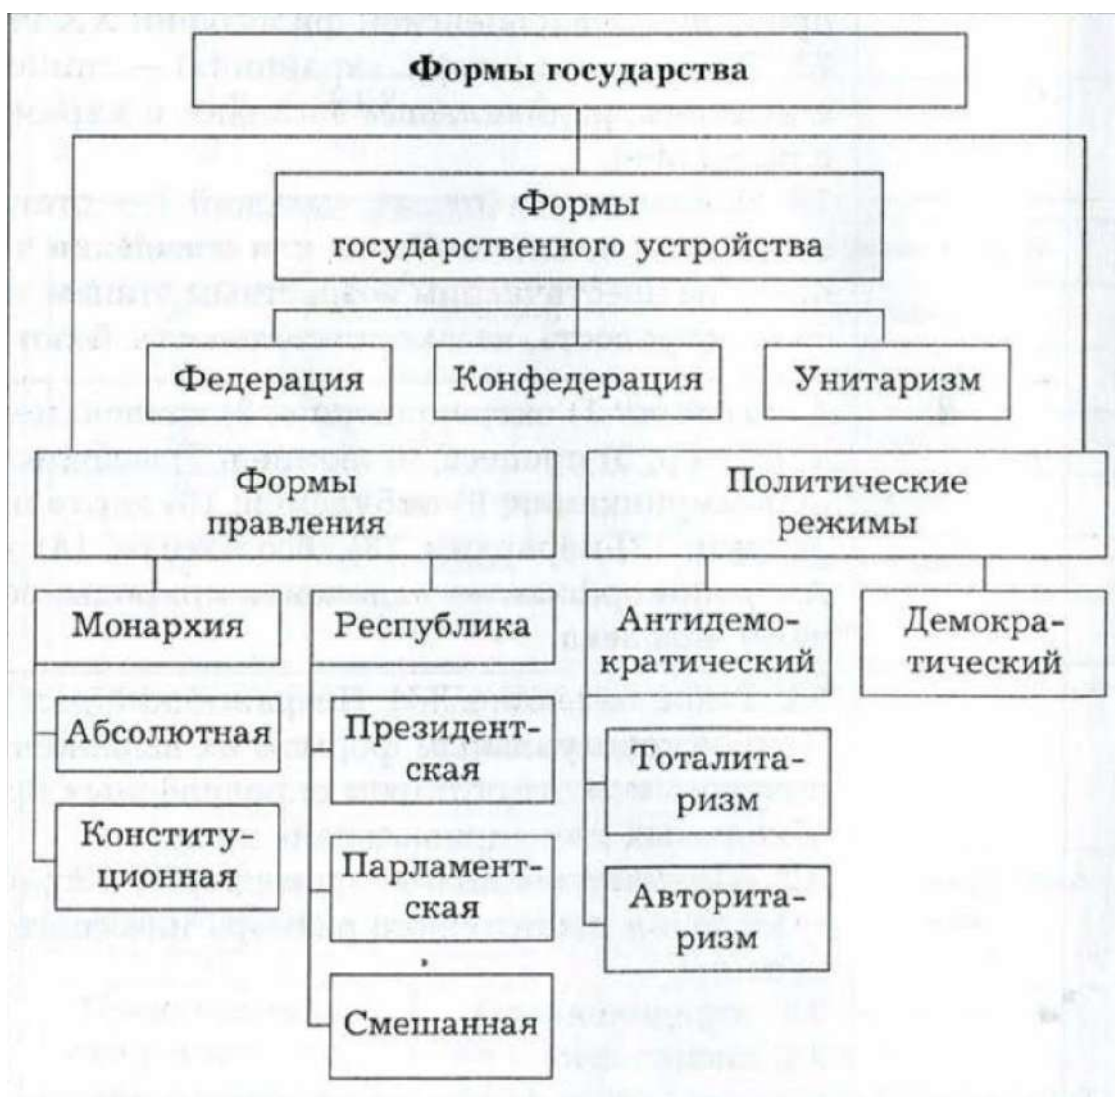 Формы государства
Формы
государственного устройства
Федерация
Конфедерация
Унитаризм
Формы
правления
Политические
режимы
Монархия
Республика
Антидемо-
кратический
Демокра-
тический
Абсолютная
Конститу-
ционная
Президент-
ская
Парламент-
ская
Смешанная
Тоталита-
ризм
Авторита-
ризм